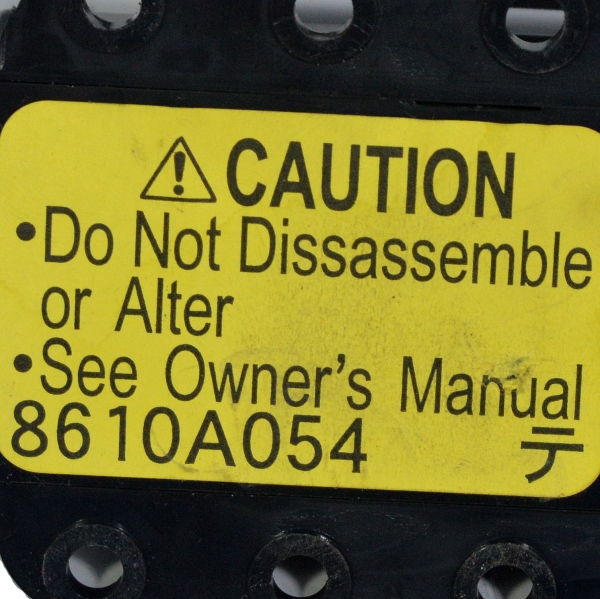 ⚠ CAUTION
•Do Not Dissassemble
or Alter
•See Owner's Manual
8610A054 テ